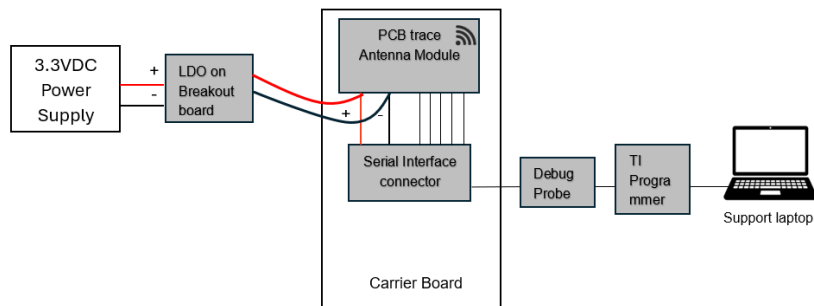 3.3VDC
Power
Supply
+
-
LDO on
Breakout
board
PCB trace
Antenna Module
+
-
Serial Interface
connector
Debug
Probe
TI
Progra
mmer
Support laptop
Carrier Board